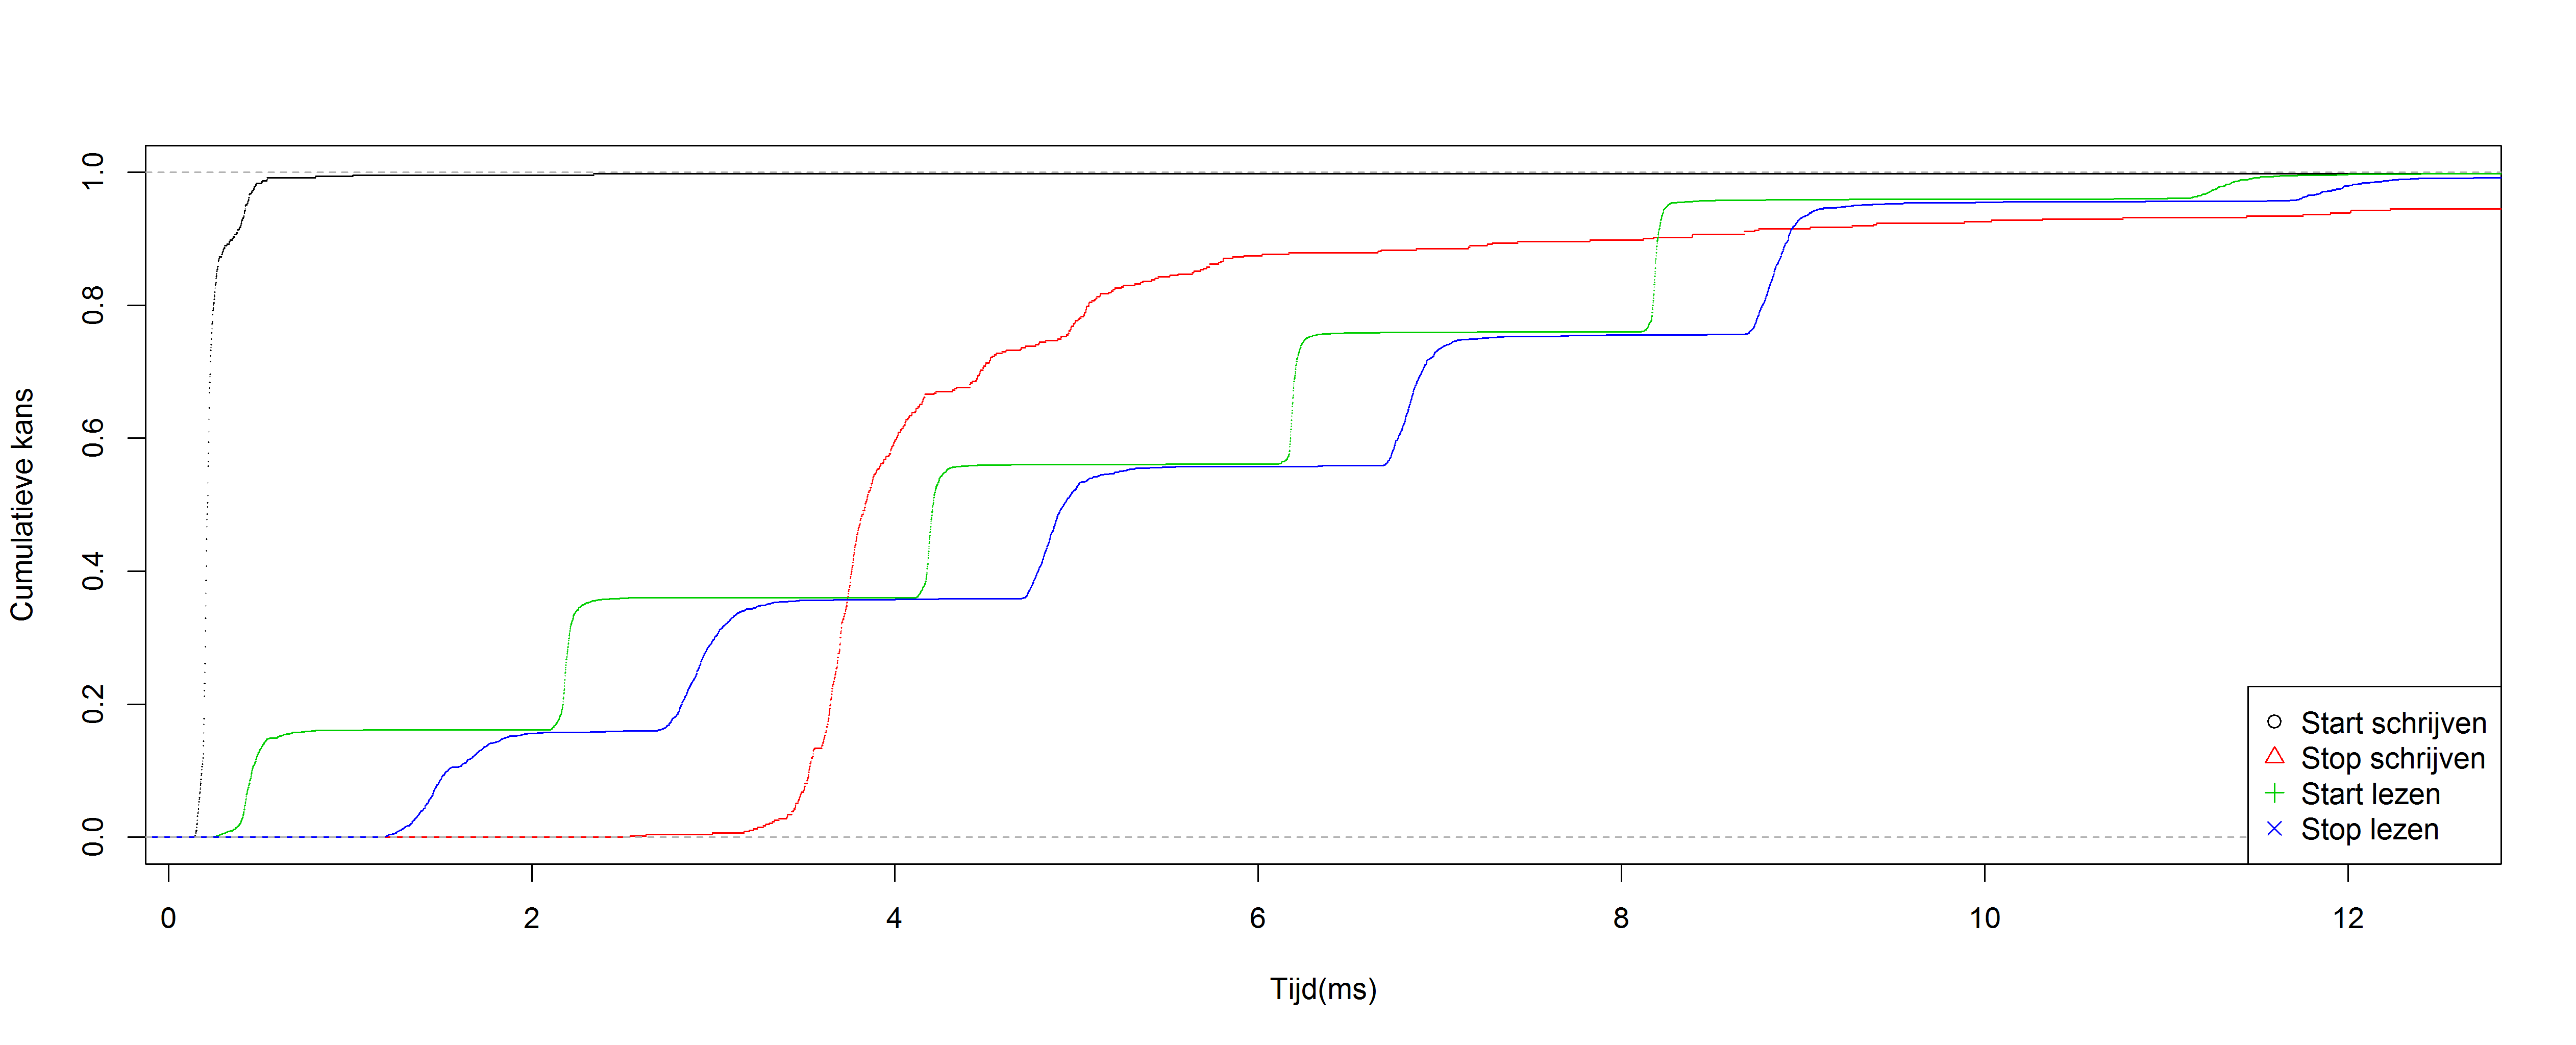 Cumulatieve kans
1.0
0.8
0.6
0.4
0.2
0.0
0 2 4 6 8 10 12
Tijd(ms)
Start schrijven
Stop schrijven
Start lezen
Stop lezen